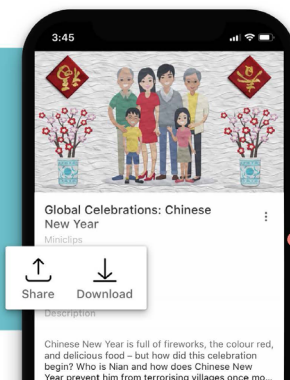 3:45
春
Global Celebrations: Chinese
New Year
Miniclips
Share
Download
Description
Chinese New Year is full of fireworks, the colour red,
and delicious food – but how did this celebration
begin? Who is Nian and how does Chinese New
Year prevent him from terrorising villages once mo...